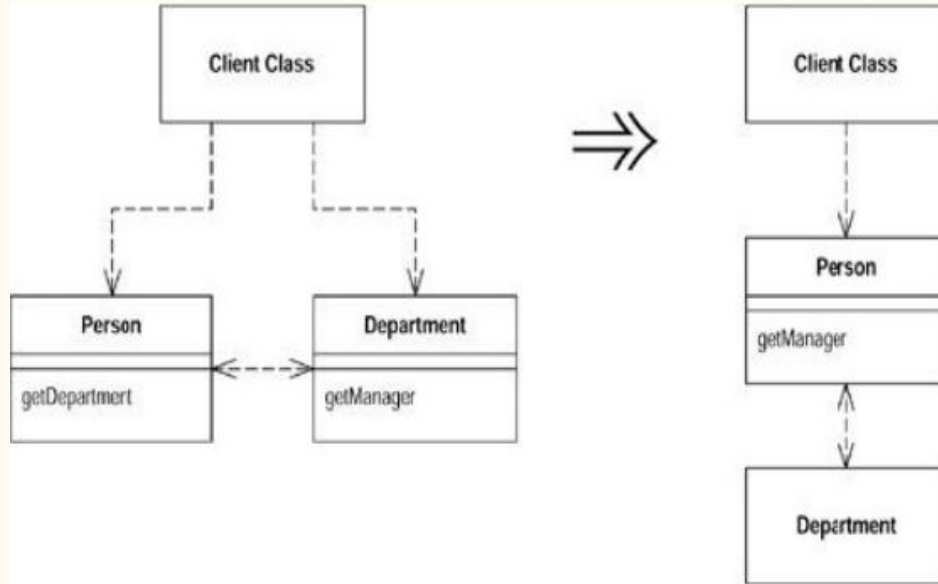 Client Class
Person
getDepartmert
Department
getManager
Client Class
Person
getManager
Department